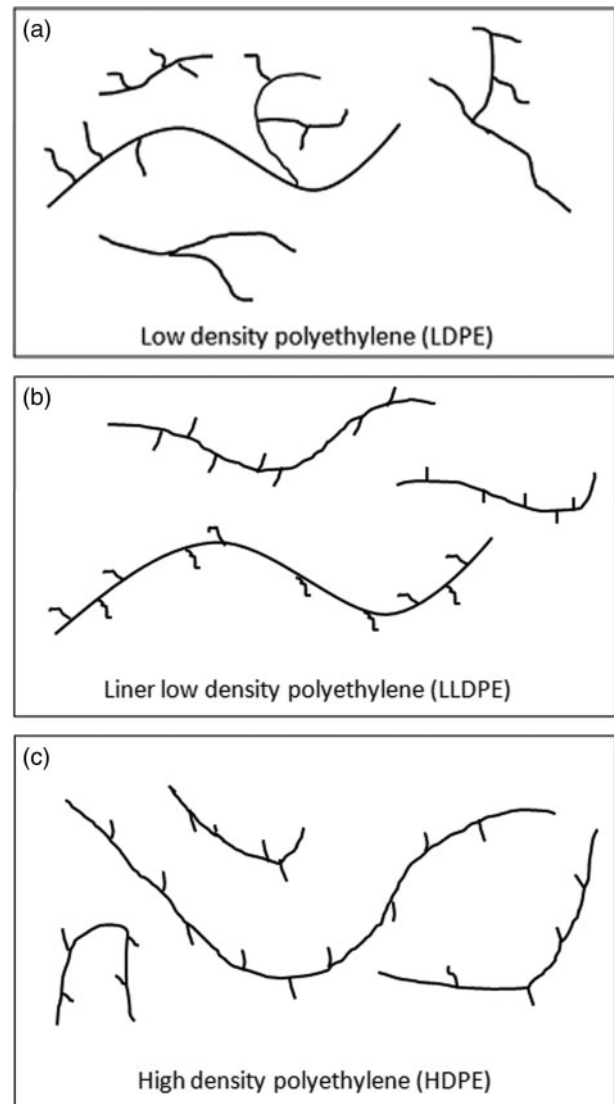 (a)
Low density polyethylene (LDPE)
(b)
Liner low density polyethylene (LLDPE)
(c)
High density polyethylene (HDPE)